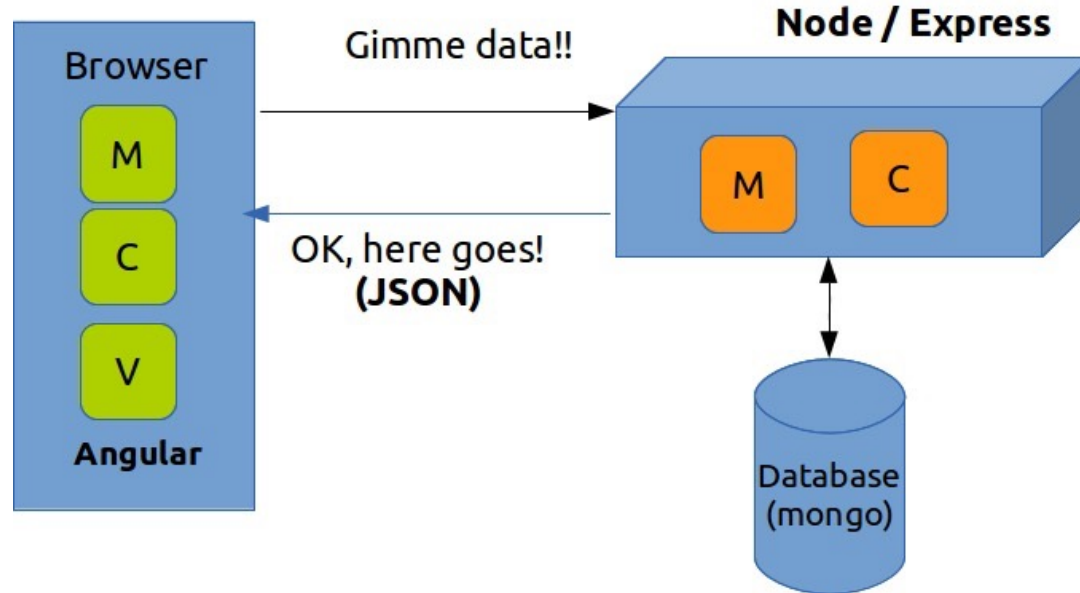 Node / Express
Gimme data!!
Browser
M
C
V
Angular
M
C
OK, here goes!
(JSON)
Database
(mongo)